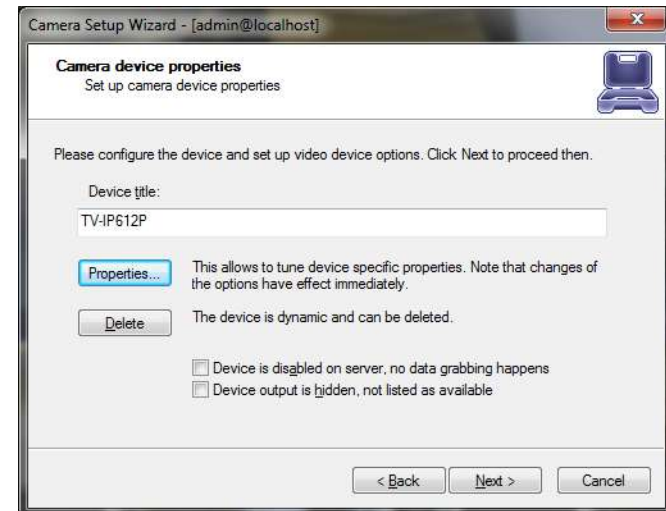 Camera Setup Wizard - [admin@localhost]
Camera device properties
Set up camera device properties
Please configure the device and set up video device options. Click Next to proceed then.
Device title:
TV-IP612P
Properties...
This allows to tune device specific properties. Note that changes of
the options have effect immediately.
Delete
The device is dynamic and can be deleted.
Device is disabled on server, no data grabbing happens
Device output is hidden, not listed as available
< Back
Next >
Cancel